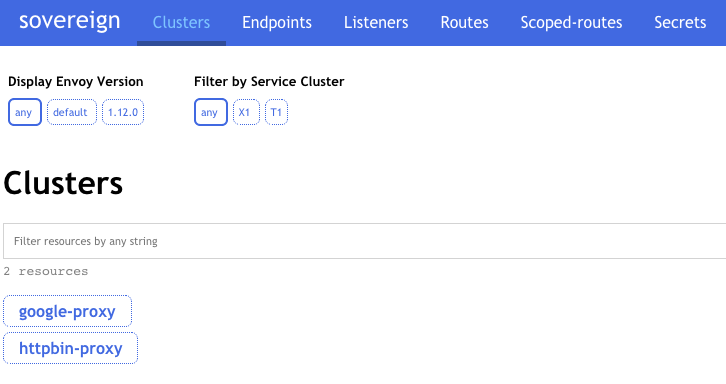 sovereign Clusters Endpoints Listeners Routes Scoped-routes Secrets
Display Envoy Version Filter by Service Cluster
any default 1.12.0 any X1 T1
Clusters
Filter resources by any string
2 resources
google-proxy
httpbin-proxy